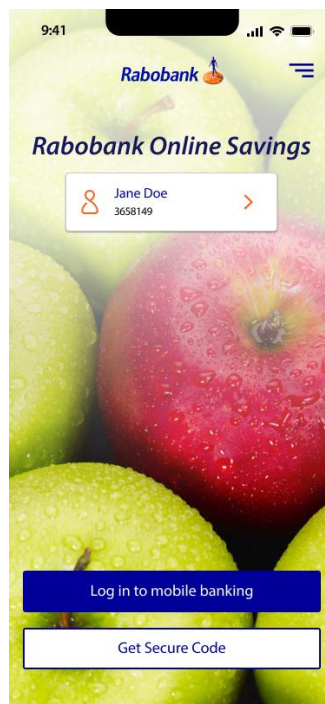 9:41
Rabobank
Rabobank Online Savings
Jane Doe
3658149
Log in to mobile banking
Get Secure Code